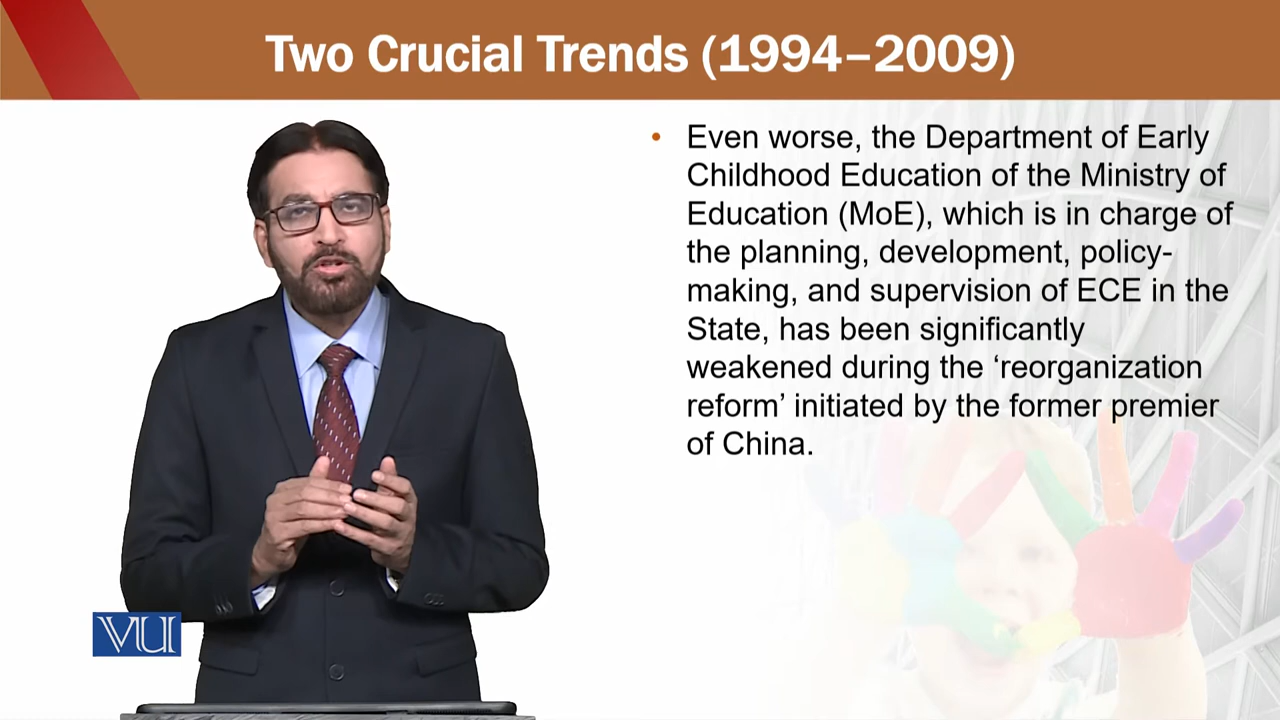 Two Crucial Trends (1994–2009)
• Even worse, the Department of Early
Childhood Education of the Ministry of
Education (MoE), which is in charge of
the planning, development, policy-
making, and supervision of ECE in the
State, has been significantly
weakened during the ‘reorganization
reform’ initiated by the former premier
of China.
VU